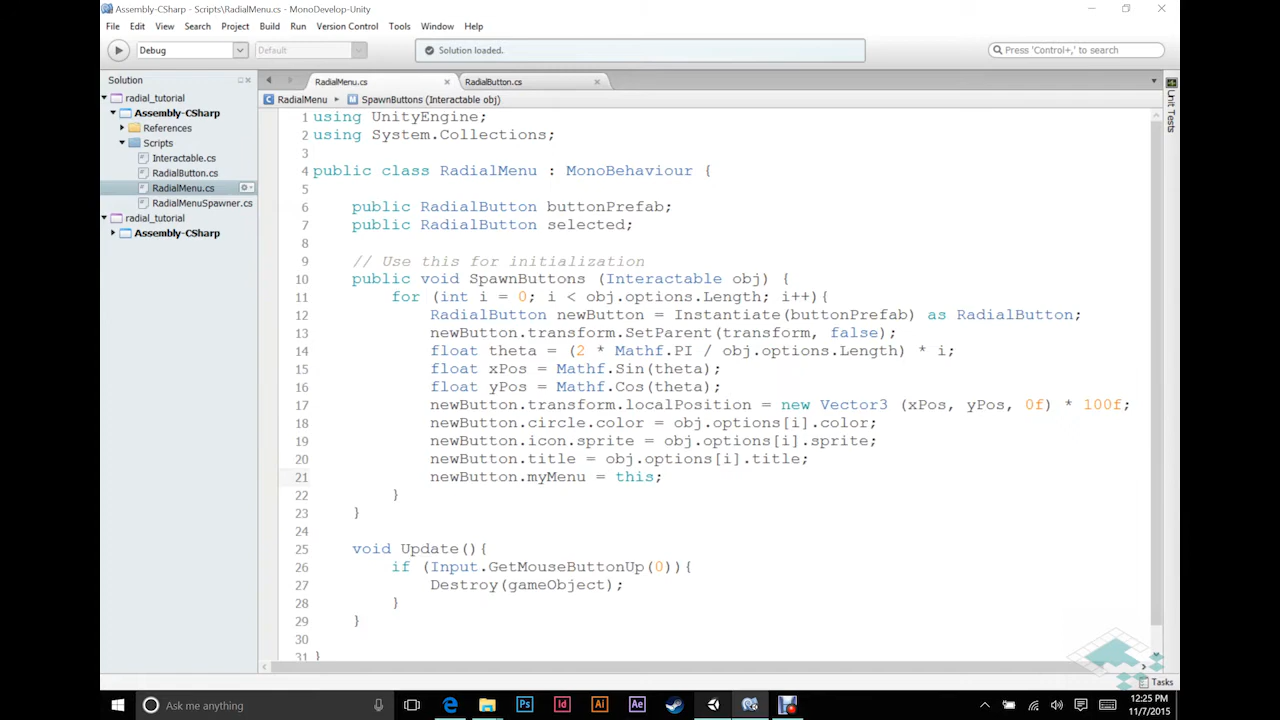 Assembly-CSharp - Scripts\RadialMenu.cs - MonoDevelop-Unity
File Edit View Search Project Build Run Version Control Tools Window Help
Debug Default Solution loaded. Press 'Control+,' to search
Solution
radial_tutorial
Assembly-CSharp
References
Scripts
Interactable.cs
RadialButton.cs
RadialMenu.cs
RadialMenuSpawner.cs
radial_tutorial
Assembly-CSharp
RadialMenu.cs RadialButton.cs
RadialMenu SpawnButtons (Interactable obj)
1 using UnityEngine;
2 using System.Collections;
3
4 public class RadialMenu : MonoBehaviour {
5
6 public RadialButton buttonPrefab;
7 public RadialButton selected;
8
9 // Use this for initialization
10 public void SpawnButtons (Interactable obj) {
11 for (int i = 0; i < obj.options.Length; i++){
12 RadialButton newButton = Instantiate(buttonPrefab) as RadialButton;
13 newButton.transform.SetParent(transform, false);
14 float theta = (2 * Mathf.PI / obj.options.Length) * i;
15 float xPos = Mathf.Sin(theta);
16 float yPos = Mathf.Cos(theta);
17 newButton.transform.localPosition = new Vector3 (xPos, yPos, 0f) * 100f;
18 newButton.circle.color = obj.options[i].color;
19 newButton.icon.sprite = obj.options[i].sprite;
20 newButton.title = obj.options[i].title;
21 newButton.myMenu = this;
22 }
23 }
24
25 void Update(){
26 if (Input.GetMouseButtonUp(0)){
27 Destroy(gameObject);
28 }
29 }
30
31 }
Unit Tests
Tasks
Ask me anything
Ps Id Ai Ae
12:25 PM
11/7/2015